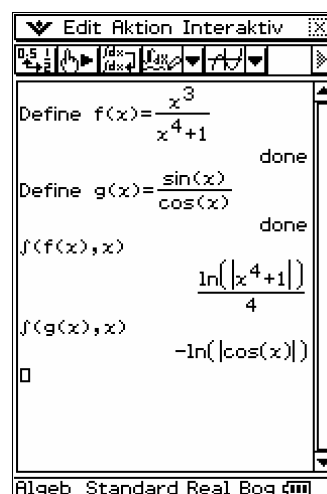 Edit Aktion Interaktiv
Define f(x)=x^3/(x^4+1)
done
Define g(x)=sin(x)/cos(x)
done
∫(f(x),x)
ln(|x^4+1|)/4
∫(g(x),x)
-ln(|cos(x)|)
Algeb Standard Real Bog